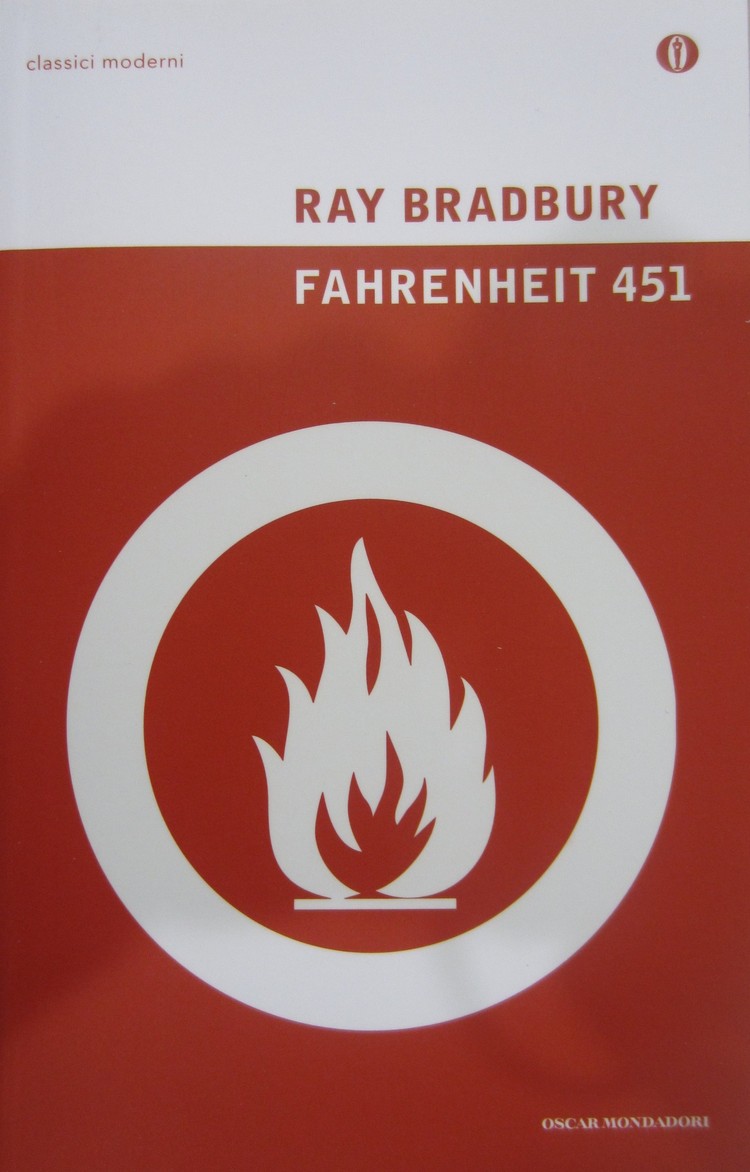 classici moderni
RAY BRADBURY
FAHRENHEIT 451
OSCAR MONDADORI